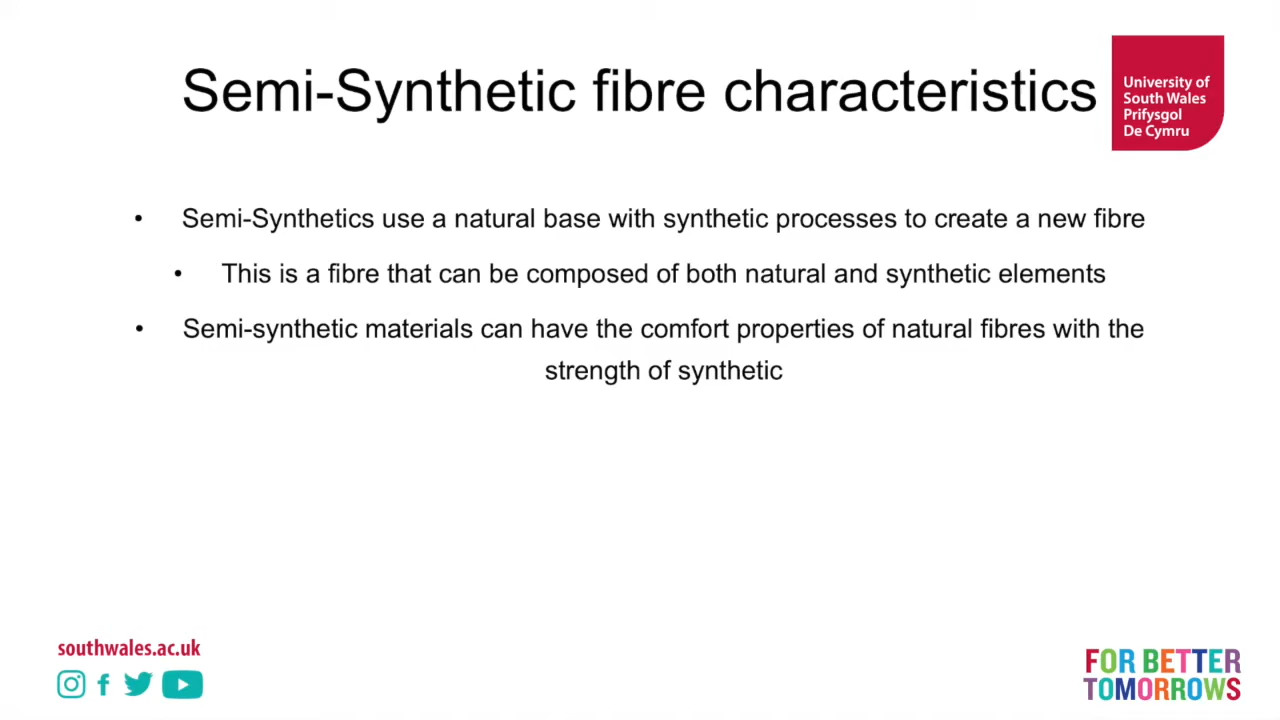 Semi-Synthetic fibre characteristics
University of
South Wales
Prifysgol
De Cymru
• Semi-Synthetics use a natural base with synthetic processes to create a new fibre
• This is a fibre that can be composed of both natural and synthetic elements
• Semi-synthetic materials can have the comfort properties of natural fibres with the
strength of synthetic
southwales.ac.uk
FOR BETTER
TOMORROWS